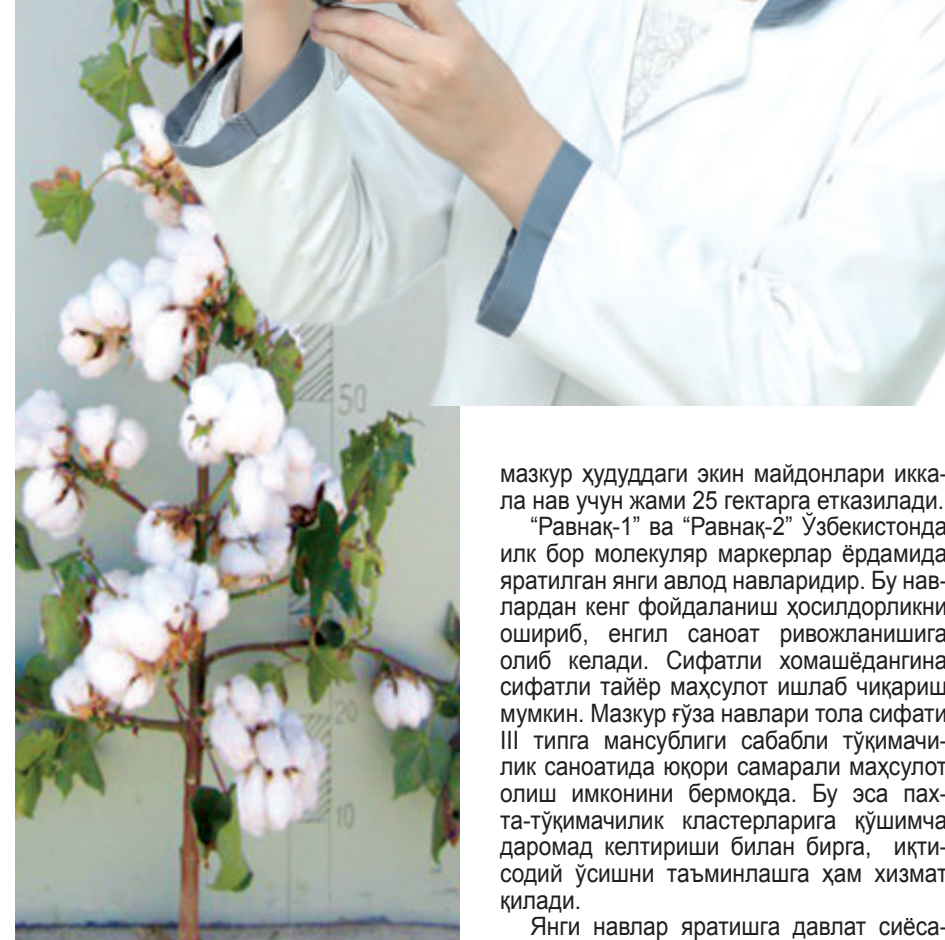 50
20
10
мазкур ҳудуддаги экин майдонлари икка-
ла нав учун жами 25 гектарга етказилади.
“Равнақ-1” ва “Равнақ-2” Ўзбекистонда
илк бор молекуляр маркерлар ёрдамида
яратилган янги авлод навларидир. Бу нав-
лардан кенг фойдаланиш ҳосилдорликни
ошириб, енгил саноат ривожланишига
олиб келади. Сифатли хомашёдангина
сифатли тайёр маҳсулот ишлаб чиқариш
мумкин. Мазкур ғўза навлари тола сифати
III типга мансублиги сабабли тўқимачи-
лик саноатида юқори самарали маҳсулот
олиш имконини бермоқда. Бу эса пах-
та-тўқимачилик кластерларига қўшимча
даромад келтириши билан бирга, иқти-
содий ўсишни таъминлашга ҳам хизмат
қилади.
Янги навлар яратишга давлат сиёса-